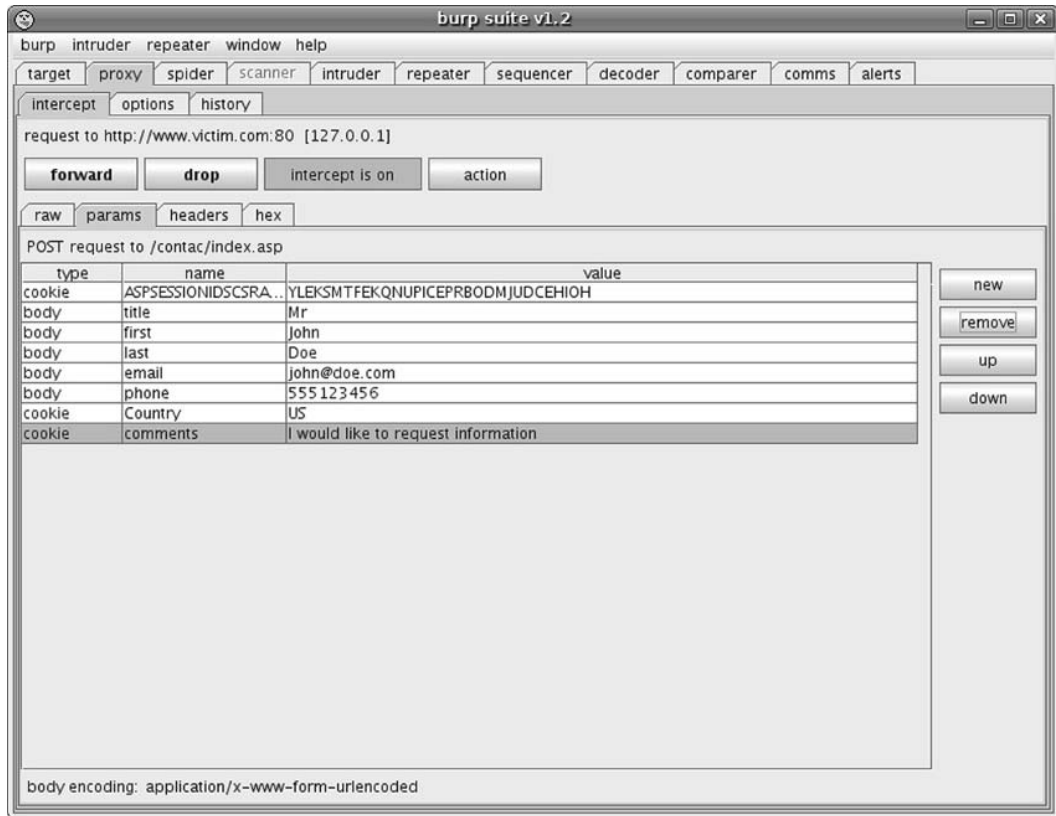 burp suite v1.2
burp intruder repeater window help
target proxy spider scanner intruder repeater sequencer decoder comparer comms alerts
intercept options history
request to http://www.victim.com:80 [127.0.0.1]
forward drop intercept is on action
raw params headers hex
POST request to /contac/index.asp
type name value
cookie ASPSESSIONIDSCSRA... YLEKSMTFEKQNUPICEPRBODMJUDCEHIOH
body title Mr
body first John
body last Doe
body email john@doe.com
body phone 555123456
cookie Country US
cookie comments I would like to request information
new
remove
up
down
body encoding: application/x-www-form-urlencoded